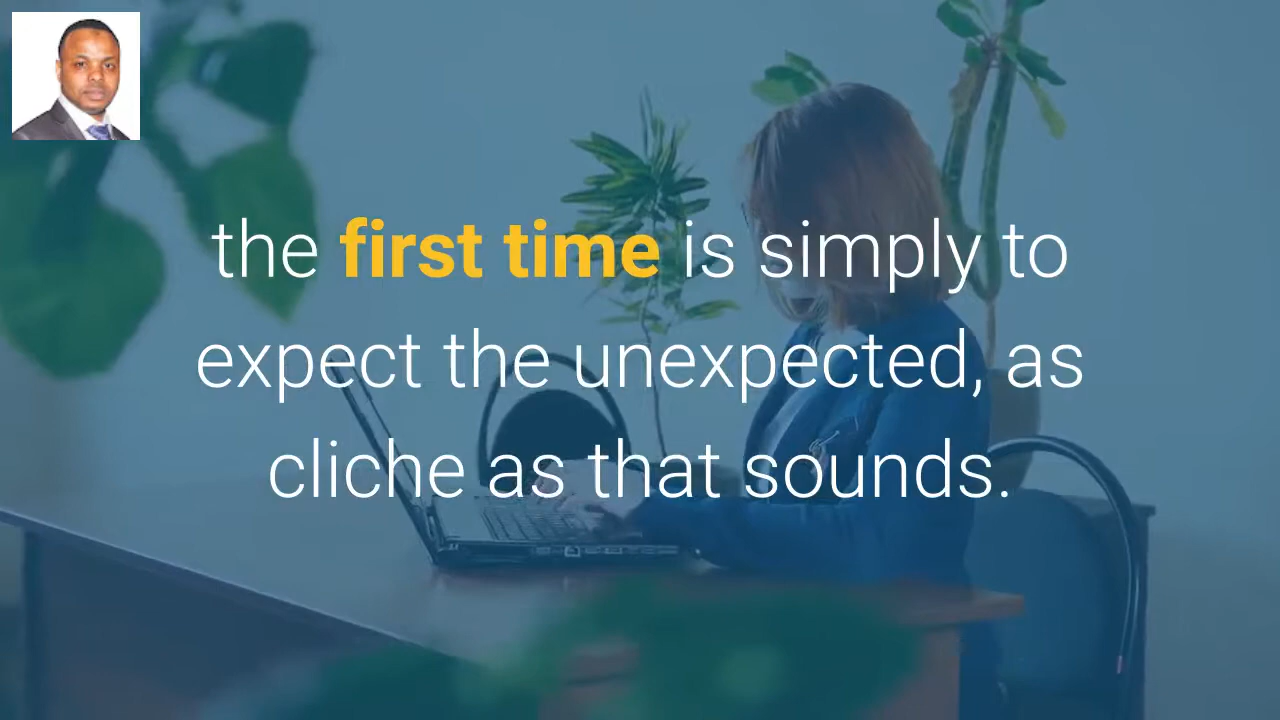 the first time is simply to
expect the unexpected, as
cliche as that sounds.